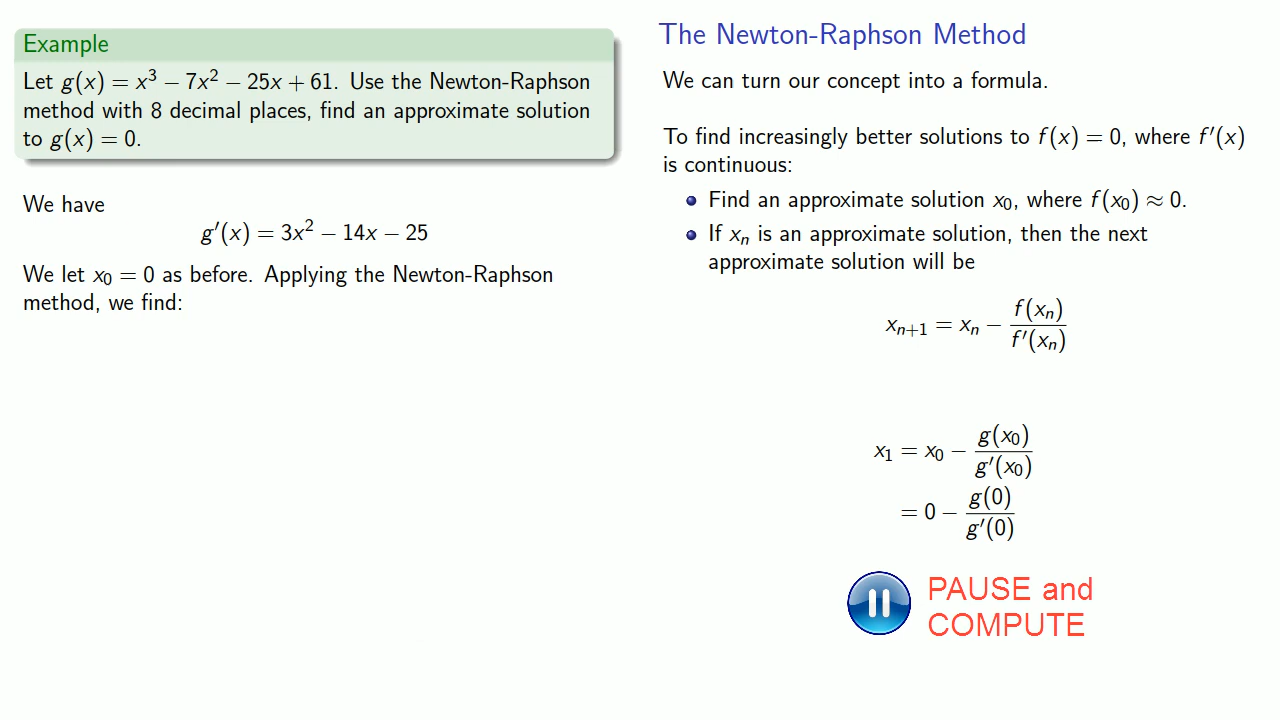 Example
Let g(x) = x³ − 7x² − 25x + 61. Use the Newton-Raphson
method with 8 decimal places, find an approximate solution
to g(x) = 0.
We have
g′(x) = 3x² − 14x − 25
We let x₀ = 0 as before. Applying the Newton-Raphson
method, we find:
The Newton-Raphson Method
We can turn our concept into a formula.
To find increasingly better solutions to f(x) = 0, where f′(x)
is continuous:
• Find an approximate solution x₀, where f(x₀) ≈ 0.
• If xₙ is an approximate solution, then the next
approximate solution will be
xₙ₊₁ = xₙ − f(xₙ)/f′(xₙ)
x₁ = x₀ − g(x₀)/g′(x₀)
= 0 − g(0)/g′(0)
PAUSE and
COMPUTE